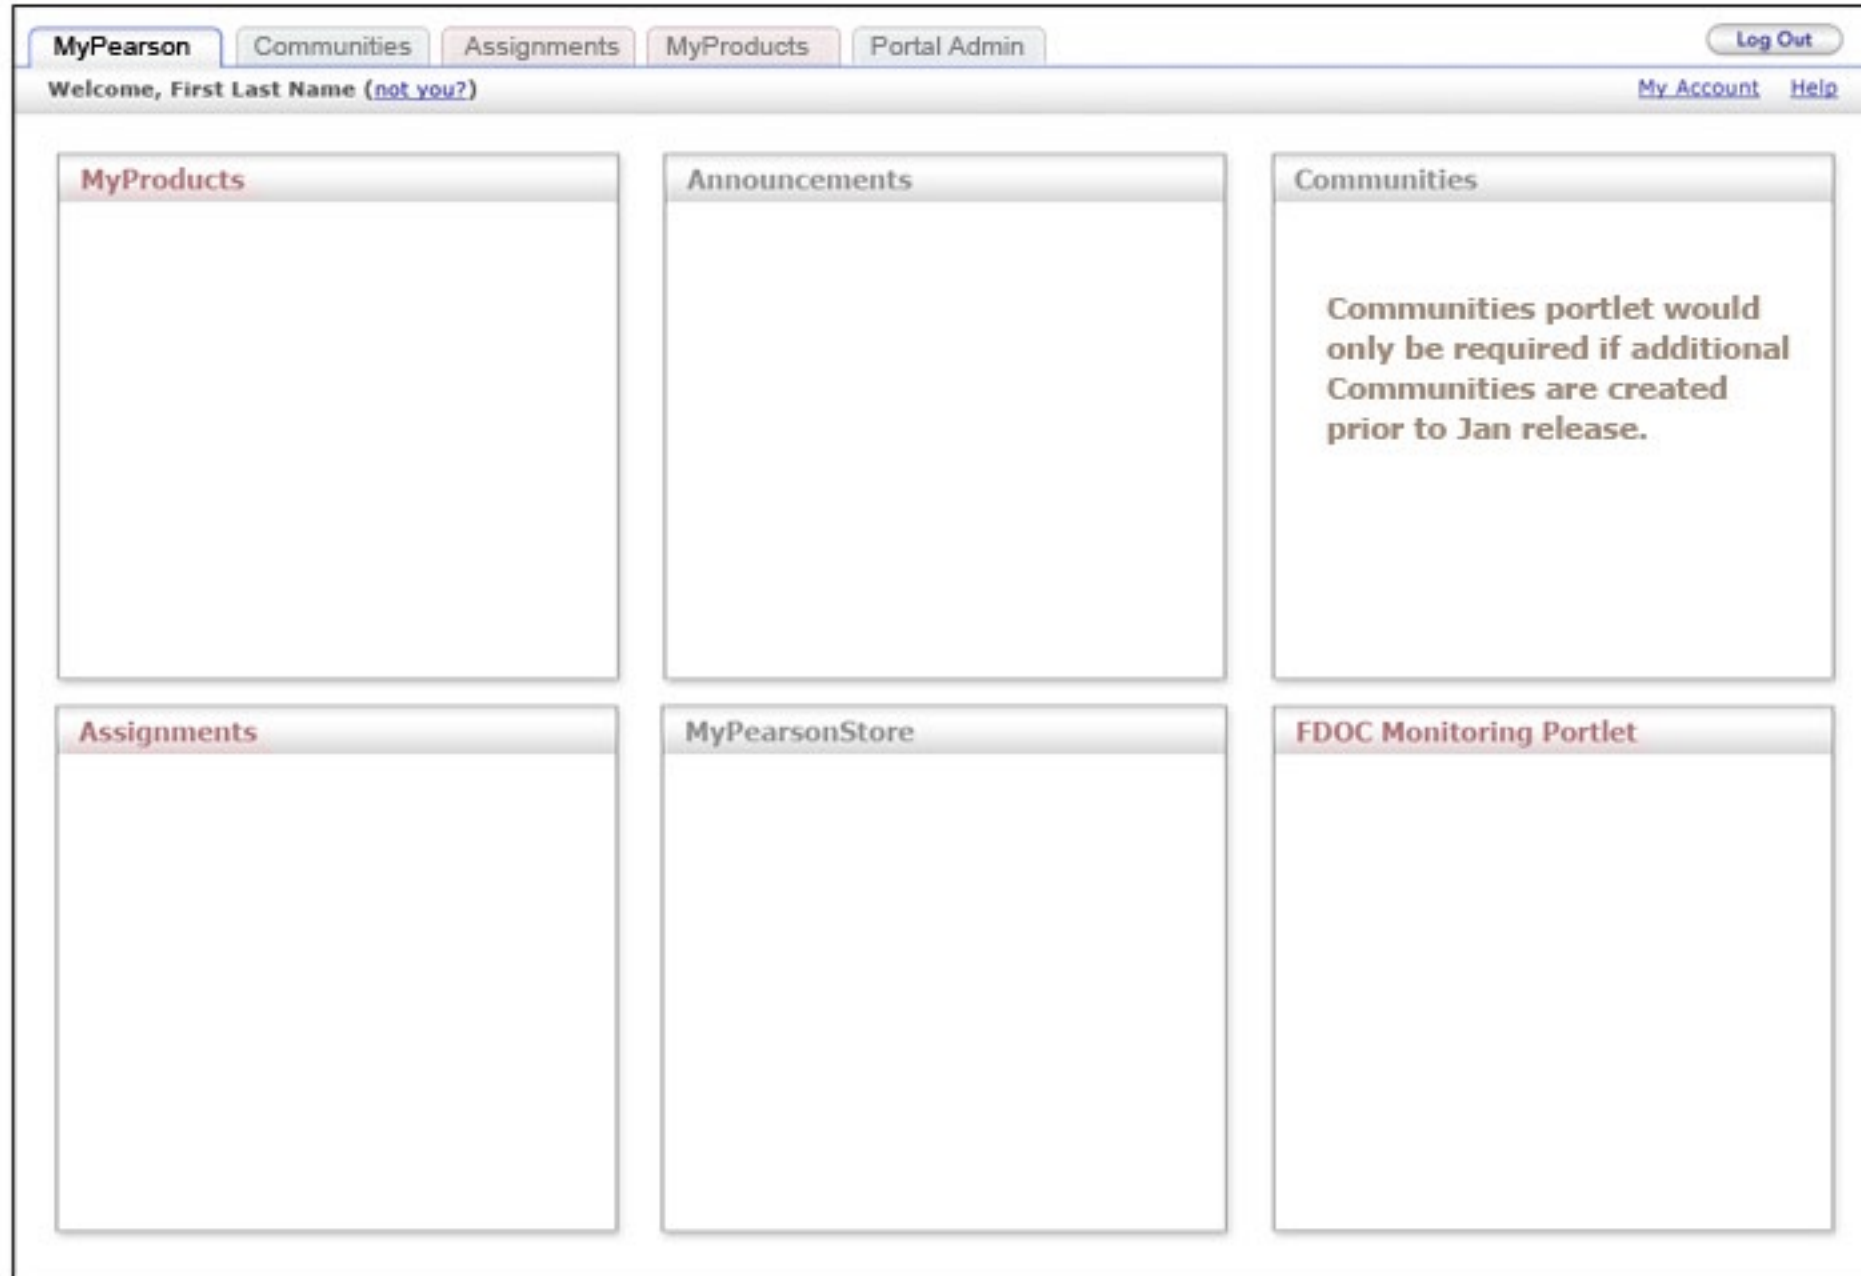 MyPearson Communities Assignments MyProducts Portal Admin Log Out
Welcome, First Last Name (not you?) My Account Help
MyProducts
Announcements
Communities
Communities portlet would
only be required if additional
Communities are created
prior to Jan release.
Assignments
MyPearsonStore
FDOC Monitoring Portlet